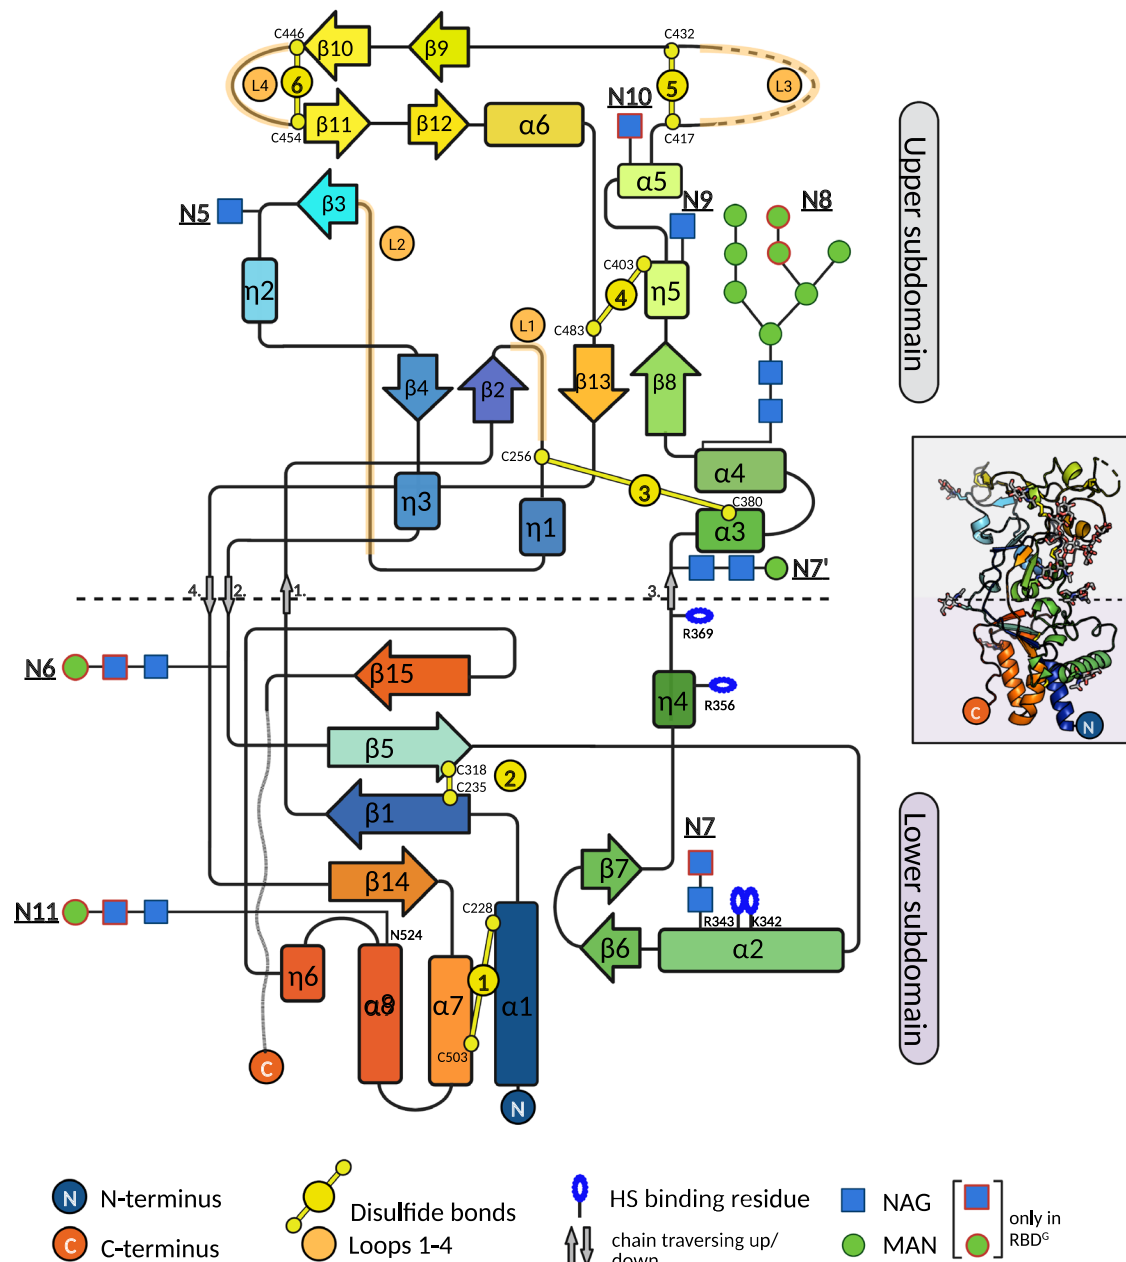 C446
C432
β10
β9
L4
6
5
L3
N10
C454
β11
β12
α6
C417
α5
N5
β3
N9
N8
L2
C403
η2
4
η5
L1
C483
β4
β2
β13
β8
C256
α4
η3
3
C380
η1
α3
N7'
4.
2.
1.
3.
R369
N6
β15
η4
R356
β5
C318
2
C235
β1
N7
β7
β14
N11
C228
R343
K342
N524
β6
α2
η6
α7
1
α1
C503
C
N
Upper subdomain
C
N
Lower subdomain
N
N-terminus
C
C-terminus
Disulfide bonds
Loops 1-4
HS binding residue
chain traversing up/
down
NAG
MAN
only in
RBDᴳ